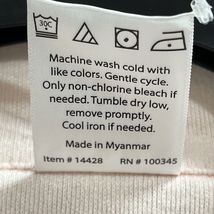 30C
Machine wash cold with
like colors. Gentle cycle.
Only non-chlorine bleach if
needed. Tumble dry low,
remove promptly.
Cool iron if needed.
Made in Myanmar
Item # 14428 RN # 100345